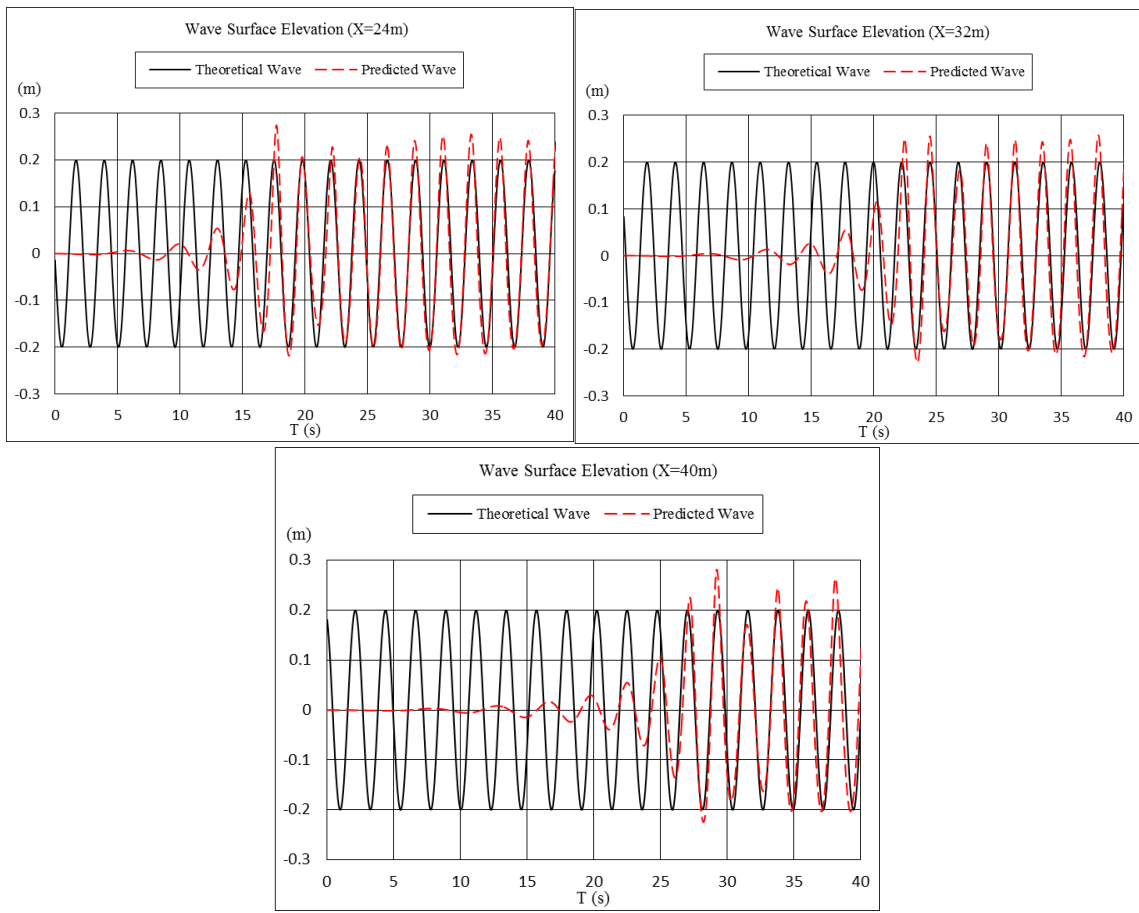 Wave Surface Elevation (X=24m)
Theoretical Wave Predicted Wave
(m)
0.3
0.2
0.1
0
-0.1
-0.2
-0.3
0 5 10 15 20 25 30 35 40
T (s)
Wave Surface Elevation (X=32m)
Theoretical Wave Predicted Wave
(m)
0.3
0.2
0.1
0
-0.1
-0.2
-0.3
0 5 10 15 20 25 30 35 40
T (s)
Wave Surface Elevation (X=40m)
Theoretical Wave Predicted Wave
(m)
0.3
0.2
0.1
0
-0.1
-0.2
-0.3
0 5 10 15 20 25 30 35 40
T (s)